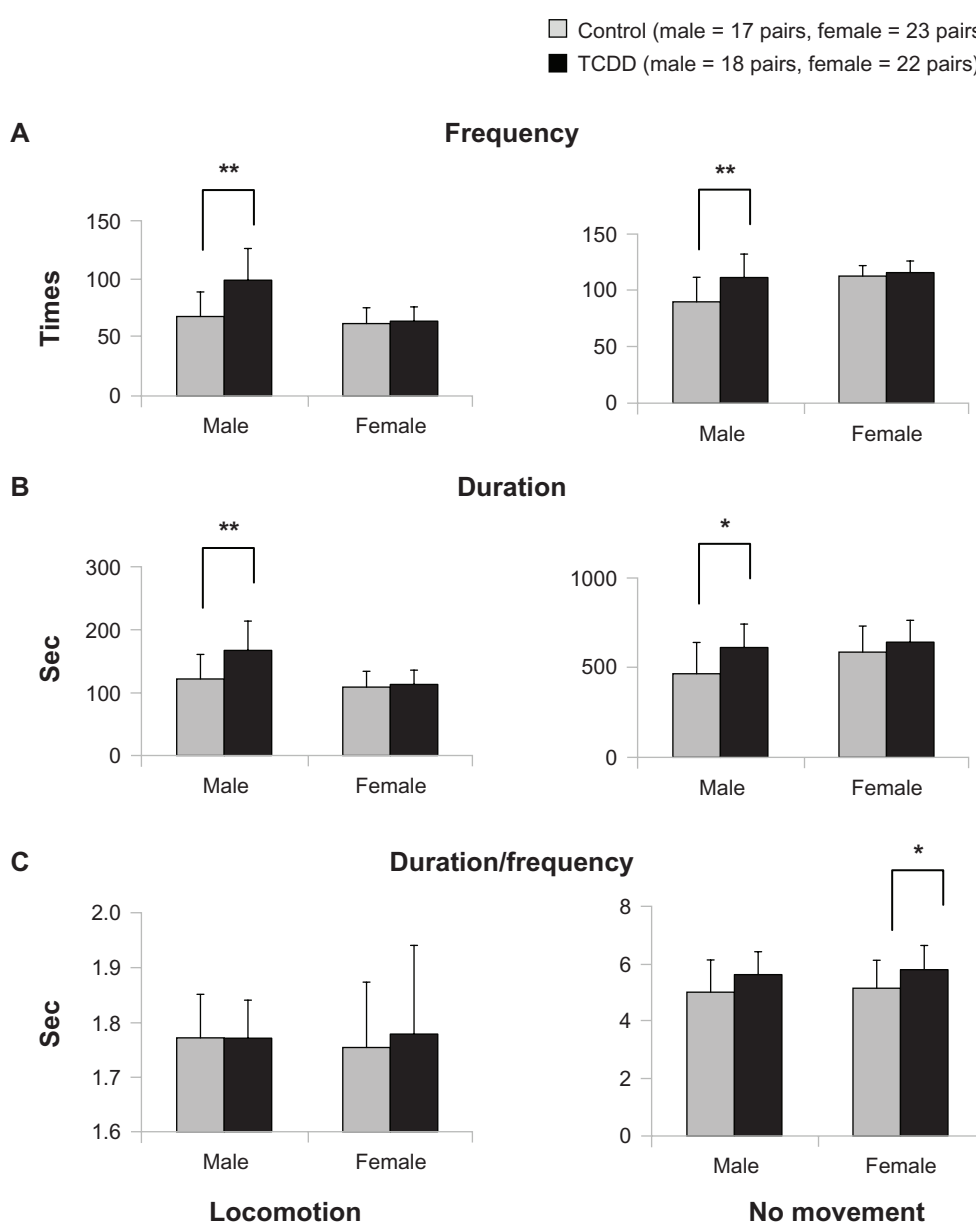 Control (male = 17 pairs, female = 23 pairs
TCDD (male = 18 pairs, female = 22 pairs)
A
Frequency
**
**
150
100
50
0
Times
Male
Female
150
100
50
0
Male
Female
B
Duration
**
*
300
200
100
0
Sec
Male
Female
1000
500
0
Male
Female
C
Duration/frequency
*
2.0
1.9
1.8
1.7
1.6
Sec
Male
Female
8
6
4
2
0
Male
Female
Locomotion
No movement